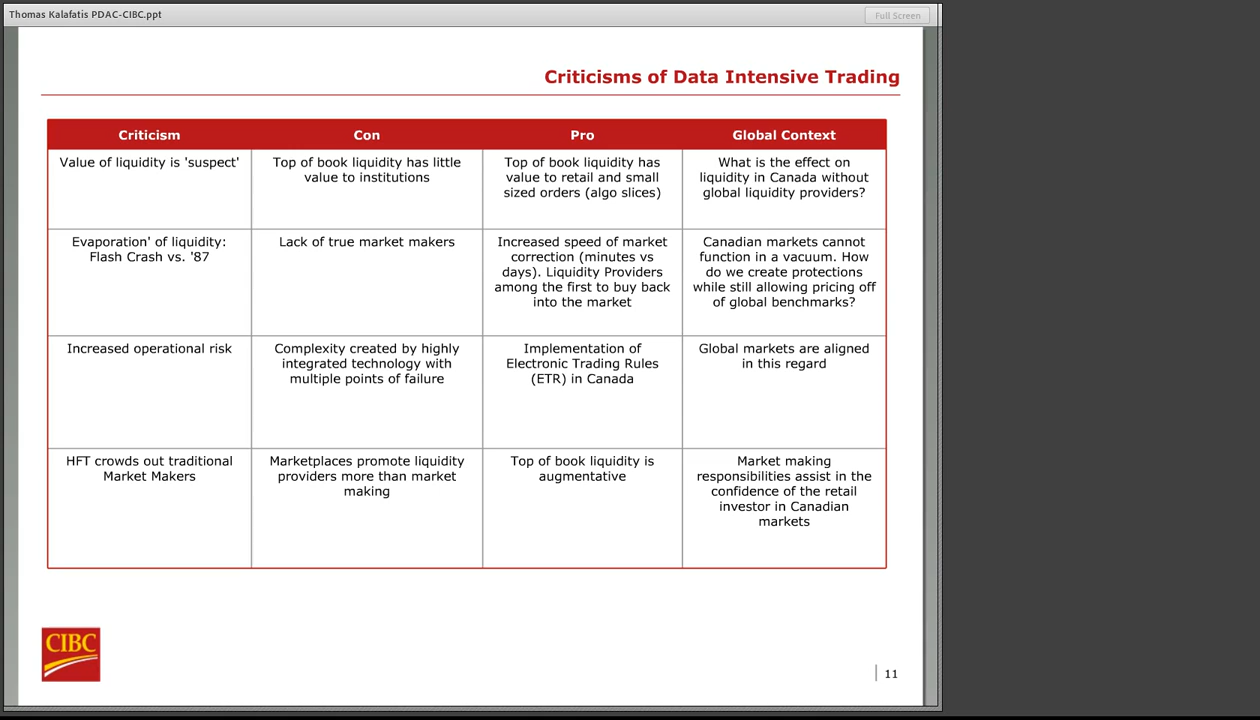 Thomas Kalafatis PDAC-CIBC.ppt
Full Screen
Criticisms of Data Intensive Trading
Criticism
Con
Pro
Global Context
Value of liquidity is 'suspect'
Top of book liquidity has little
value to institutions
Top of book liquidity has
value to retail and small
sized orders (algo slices)
What is the effect on
liquidity in Canada without
global liquidity providers?
Evaporation' of liquidity:
Flash Crash vs. '87
Lack of true market makers
Increased speed of market
correction (minutes vs
days). Liquidity Providers
among the first to buy back
into the market
Canadian markets cannot
function in a vacuum. How
do we create protections
while still allowing pricing off
of global benchmarks?
Increased operational risk
Complexity created by highly
integrated technology with
multiple points of failure
Implementation of
Electronic Trading Rules
(ETR) in Canada
Global markets are aligned
in this regard
HFT crowds out traditional
Market Makers
Marketplaces promote liquidity
providers more than market
making
Top of book liquidity is
augmentative
Market making
responsibilities assist in the
confidence of the retail
investor in Canadian
markets
CIBC
11